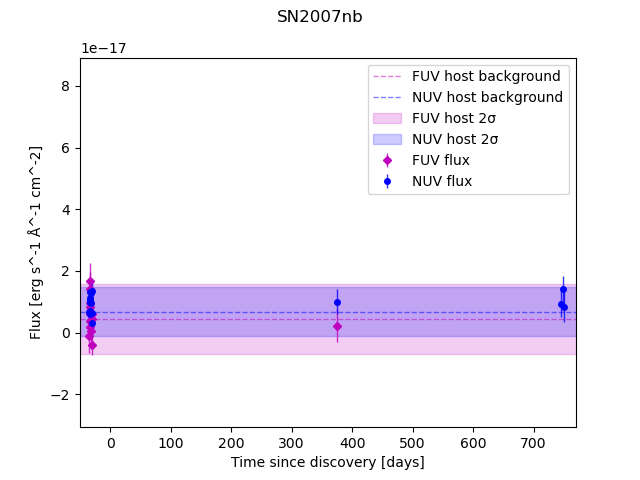 SN2007nb
1e−17
FUV host background
NUV host background
FUV host 2σ
NUV host 2σ
FUV flux
NUV flux
8
6
4
2
0
−2
Flux [erg s^-1 Å^-1 cm^-2]
0 100 200 300 400 500 600 700
Time since discovery [days]